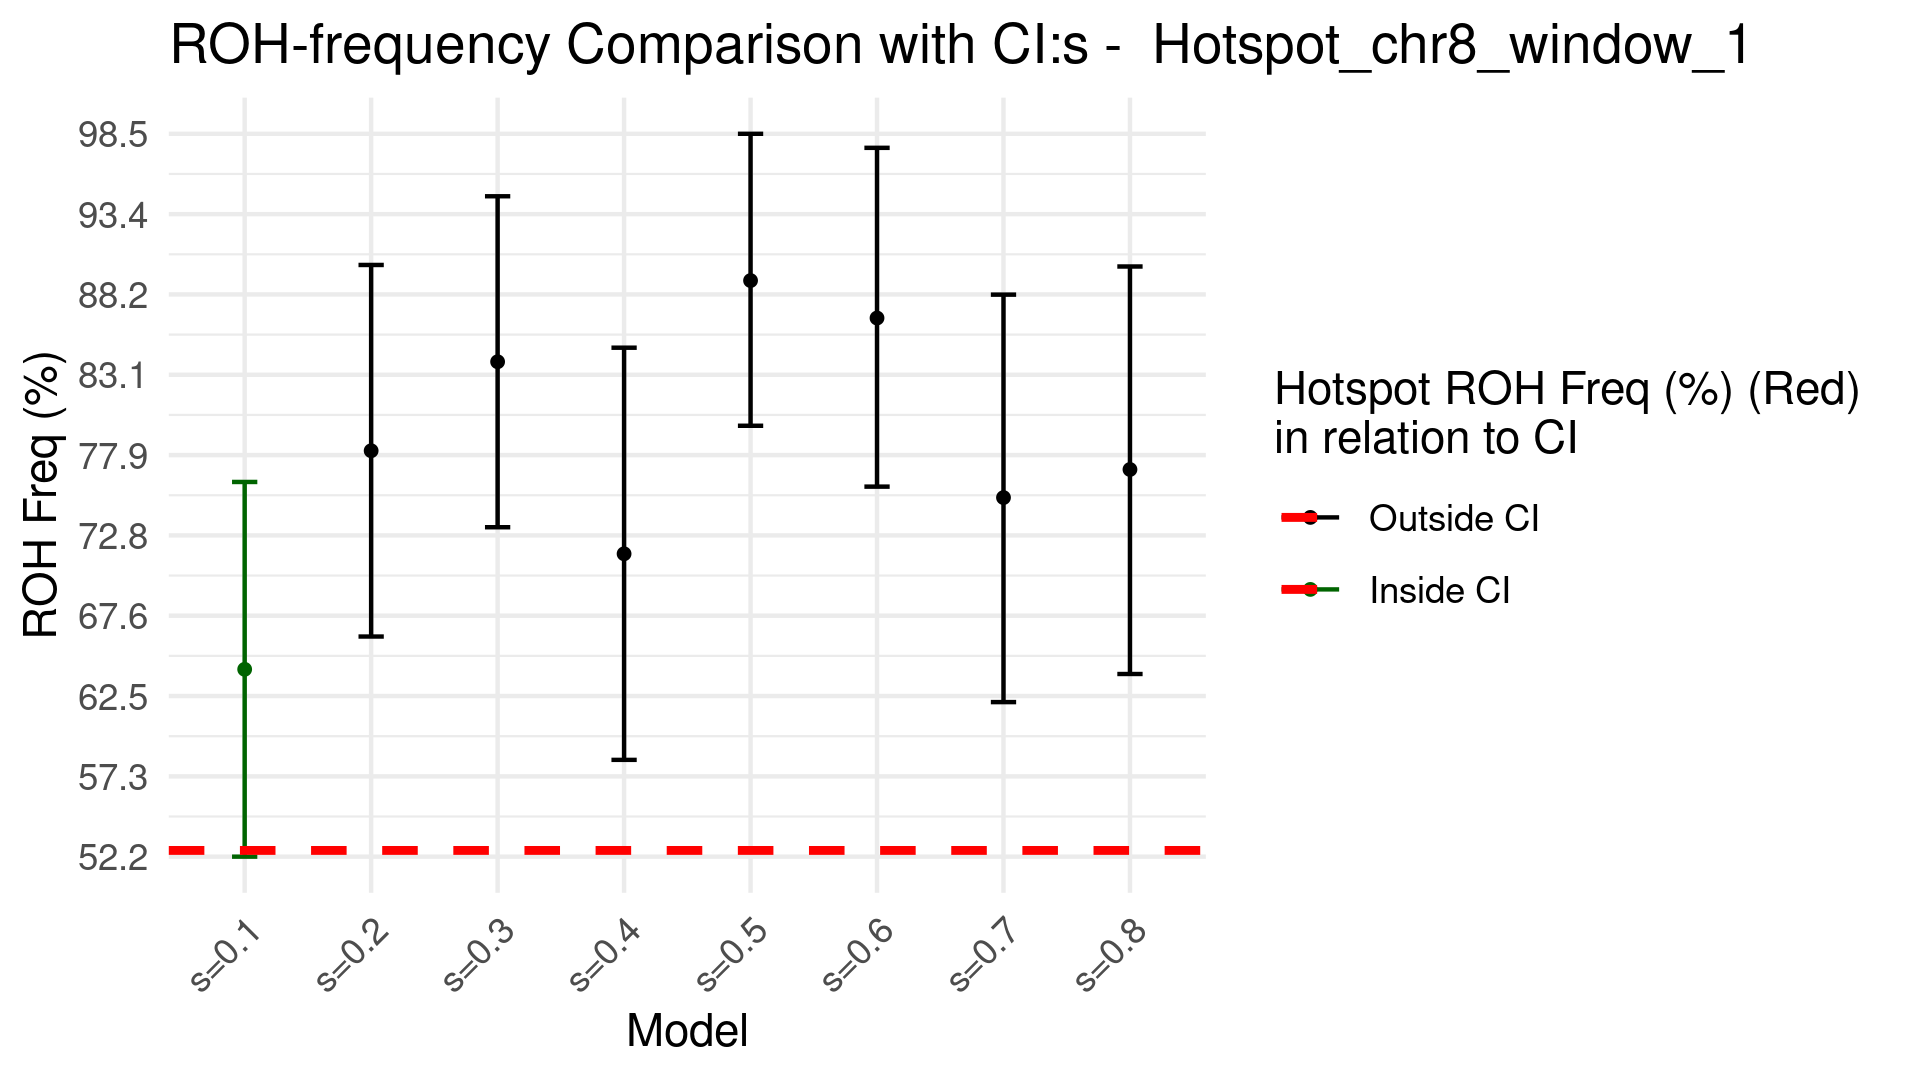 ROH-frequency Comparison with CI:s -  Hotspot_chr8_window_1
ROH Freq (%)
98.5
93.4
88.2
83.1
77.9
72.8
67.6
62.5
57.3
52.2
s=0.1
s=0.2
s=0.3
s=0.4
s=0.5
s=0.6
s=0.7
s=0.8
Model
Hotspot ROH Freq (%) (Red)
in relation to CI
Outside CI
Inside CI